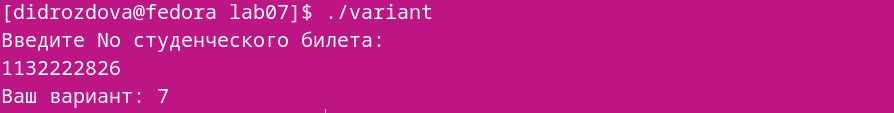 [didrozdova@fedora lab07]$ ./variant
Введите No студенческого билета:
1132222826
Ваш вариант: 7